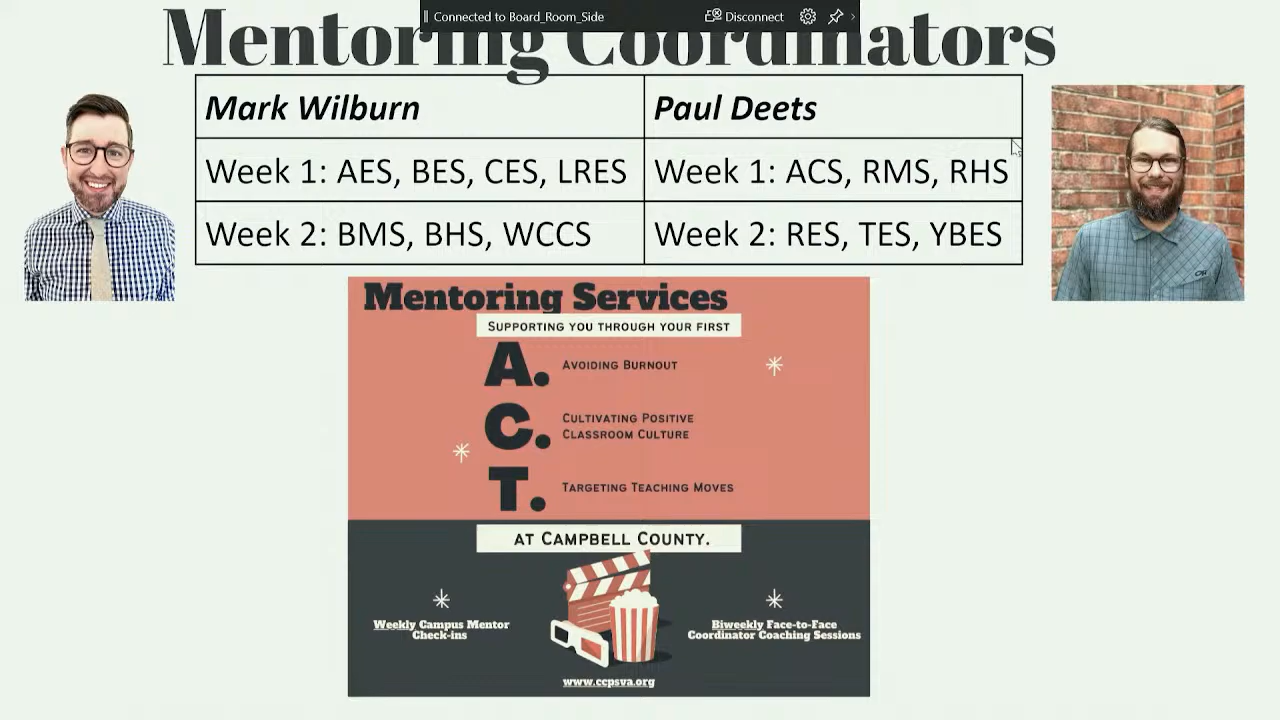 Connected to Board_Room_Side
Disconnect
Mentoring Coordinators
Mark Wilburn
Paul Deets
Week 1: AES, BES, CES, LRES
Week 1: ACS, RMS, RHS
Week 2: BMS, BHS, WCCS
Week 2: RES, TES, YBES
Mentoring Services
Supporting you through your first
A. Avoiding Burnout
C. Cultivating Positive
Classroom Culture
T. Targeting Teaching Moves
at Campbell County.
Weekly Campus Mentor
Check-ins
Biweekly Face-to-Face
Coordinator Coaching Sessions
www.ccpsva.org